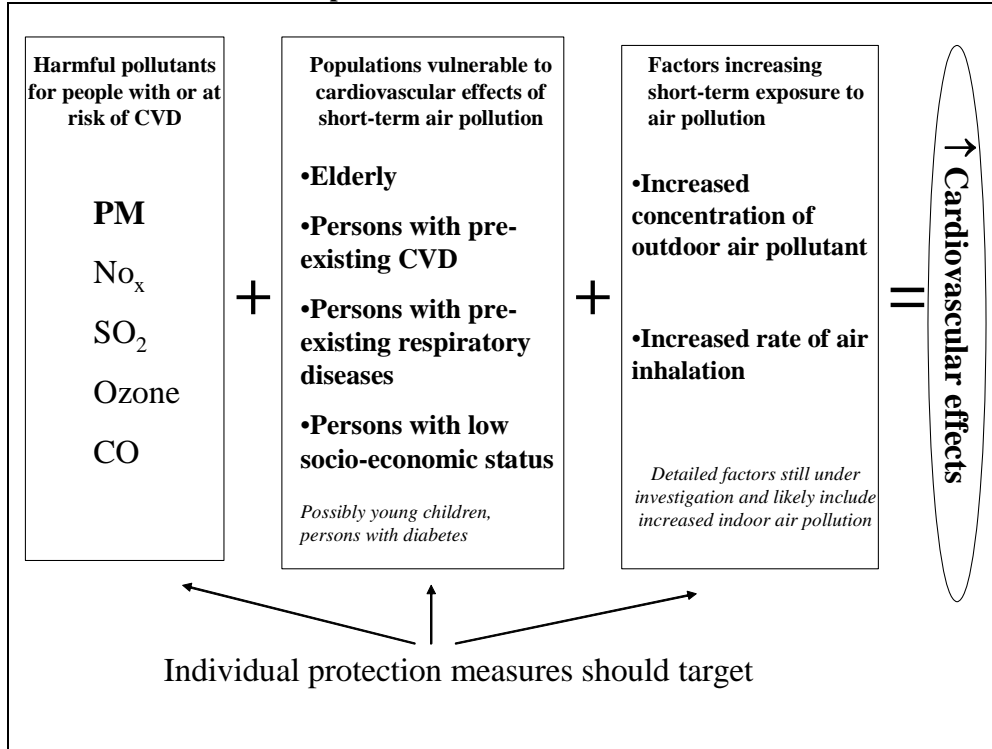 Harmful pollutants
for people with or at
risk of CVD
PM
Noₓ
SO₂
Ozone
CO
+
Populations vulnerable to
cardiovascular effects of
short-term air pollution
•Elderly
•Persons with pre-
existing CVD
•Persons with pre-
existing respiratory
diseases
•Persons with low
socio-economic status
Possibly young children,
persons with diabetes
+
Factors increasing
short-term exposure to
air pollution
•Increased
concentration of
outdoor air pollutant
•Increased rate of air
inhalation
Detailed factors still under
investigation and likely include
increased indoor air pollution
=
↑ Cardiovascular effects
Individual protection measures should target